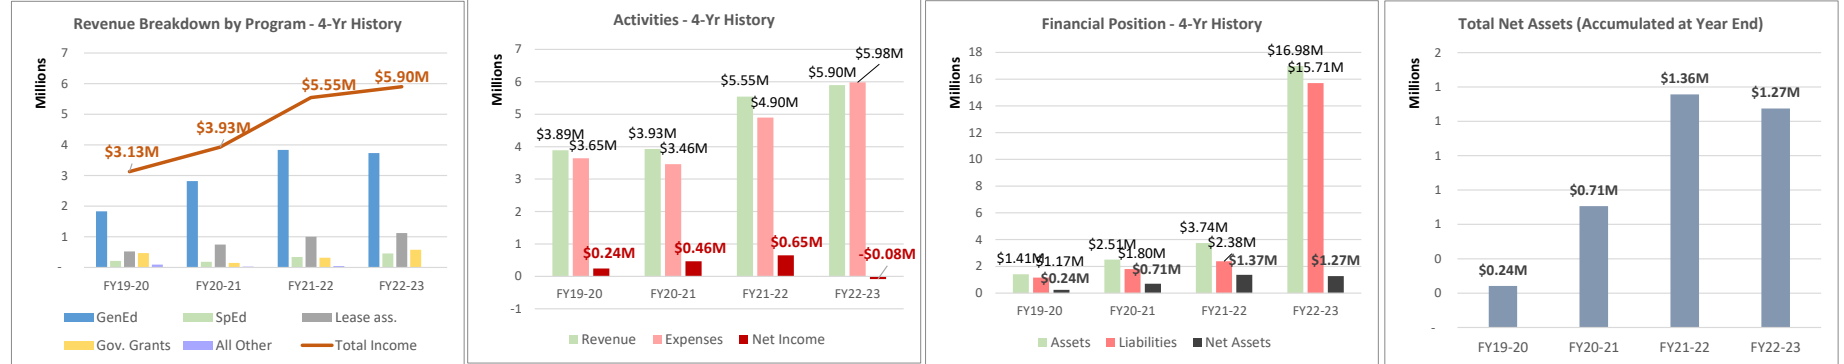 Revenue Breakdown by Program - 4-Yr History
Millions
7
6
5
4
3
2
1
-
$3.13M
$3.93M
$5.55M
$5.90M
FY19-20 FY20-21 FY21-22 FY22-23
GenEd SpEd Lease ass.
Gov. Grants All Other Total Income
Activities - 4-Yr History
Millions
7
6
5
4
3
2
1
0
-1
$3.89M
$3.65M
$0.24M
$3.93M
$3.46M
$0.46M
$5.55M
$4.90M
$0.65M
$5.90M
$5.98M
-$0.08M
FY19-20 FY20-21 FY21-22 FY22-23
Revenue Expenses Net Income
Financial Position - 4-Yr History
Millions
18
16
14
12
10
8
6
4
2
0
$1.41M
$1.17M
$0.24M
$2.51M
$1.80M
$0.71M
$3.74M
$2.38M
$1.37M
$16.98M
$15.71M
$1.27M
FY19-20 FY20-21 FY21-22 FY22-23
Assets Liabilities Net Assets
Total Net Assets (Accumulated at Year End)
Millions
2
1
1
1
1
1
0
0
-
$0.24M
$0.71M
$1.36M
$1.27M
FY19-20 FY20-21 FY21-22 FY22-23